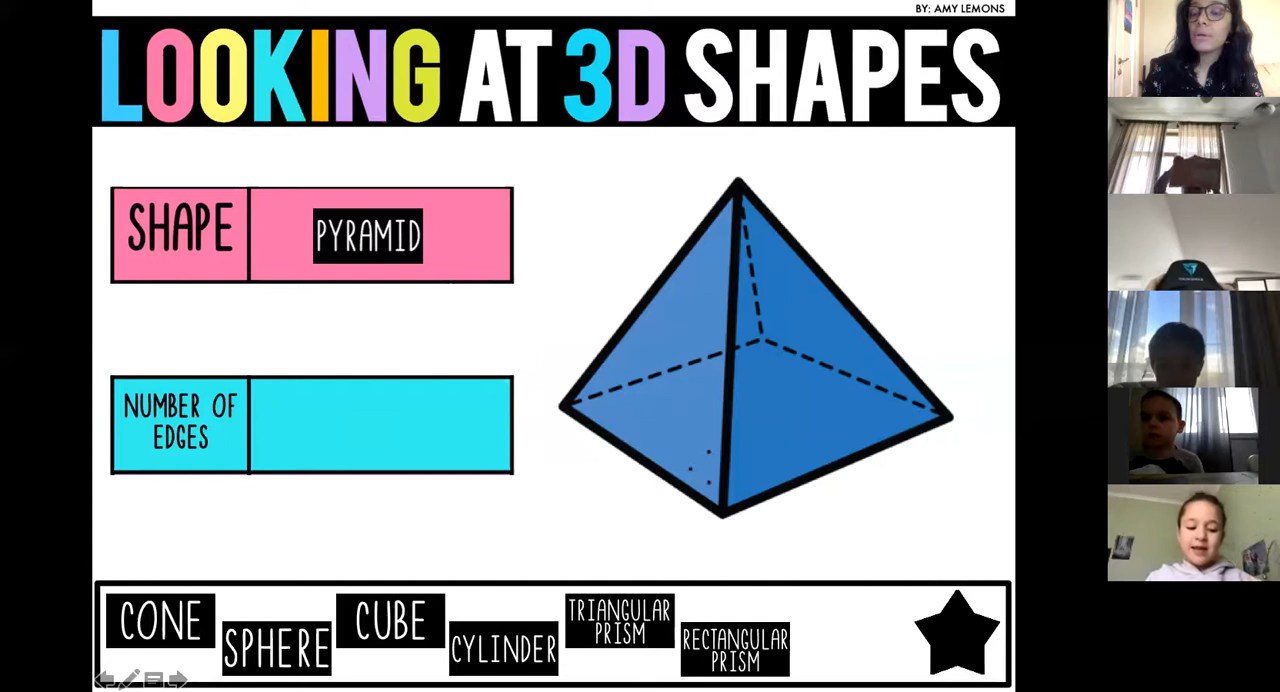 BY: AMY LEMONS
LOOKING AT 3D SHAPES
SHAPE
PYRAMID
NUMBER OF
EDGES
CONE
SPHERE
CUBE
CYLINDER
TRIANGULAR
PRISM
RECTANGULAR
PRISM